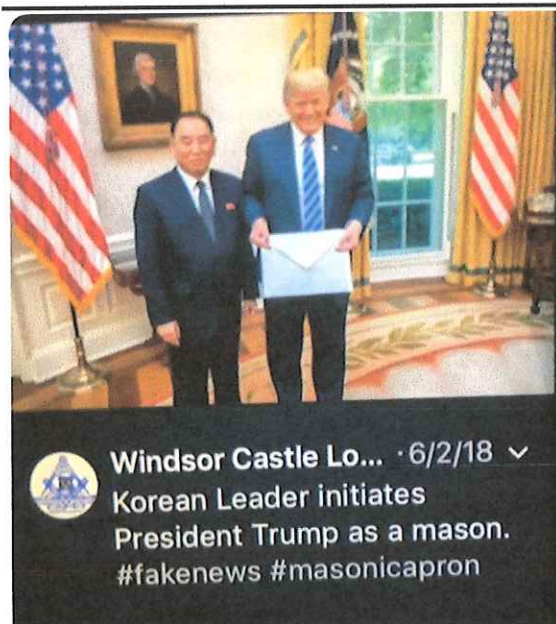 Windsor Castle Lo... · 6/2/18
Korean Leader initiates
President Trump as a mason.
#fakenews #masonicapron